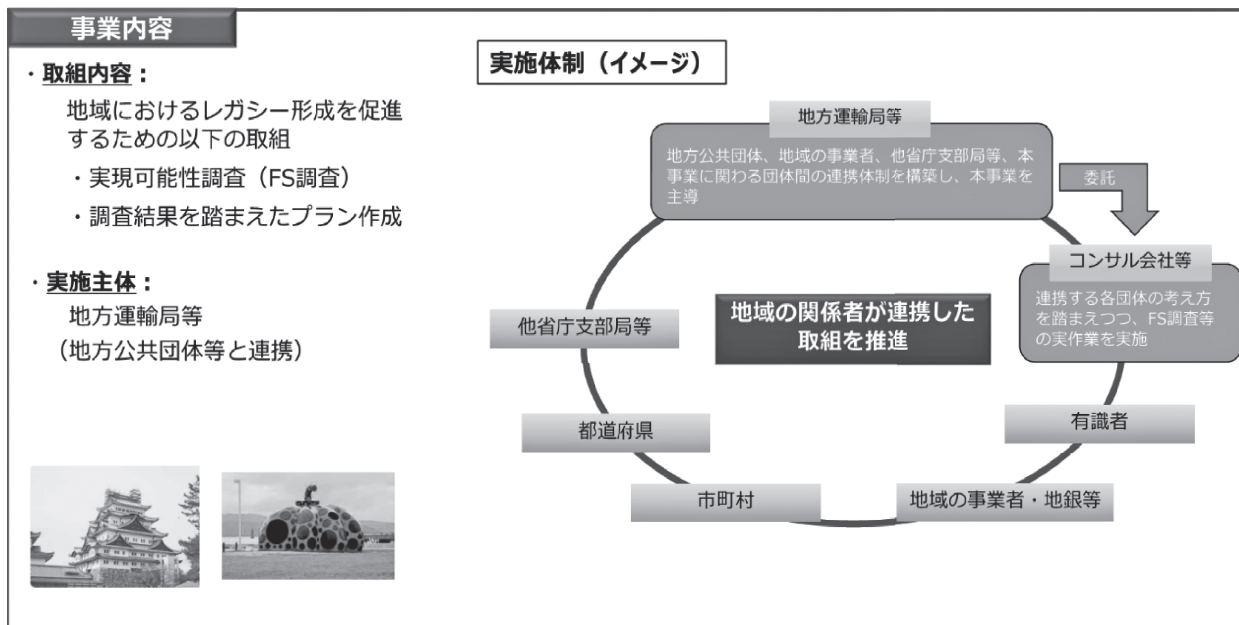 事業内容
・取組内容：
地域におけるレガシー形成を促進
するための以下の取組
・実現可能性調査（FS調査）
・調査結果を踏まえたプラン作成
・実施主体：
地方運輸局等
（地方公共団体等と連携）
実施体制（イメージ）
地方運輸局等
地方公共団体、地域の事業者、他省庁支部局等、本
事業に関わる団体間の連携体制を構築し、本事業を
主導
委託
コンサル会社等
連携する各団体の考え方
を踏まえつつ、FS調査等
の実作業を実施
地域の関係者が連携した
取組を推進
他省庁支部局等
都道府県
市町村
地域の事業者・地銀等
有識者